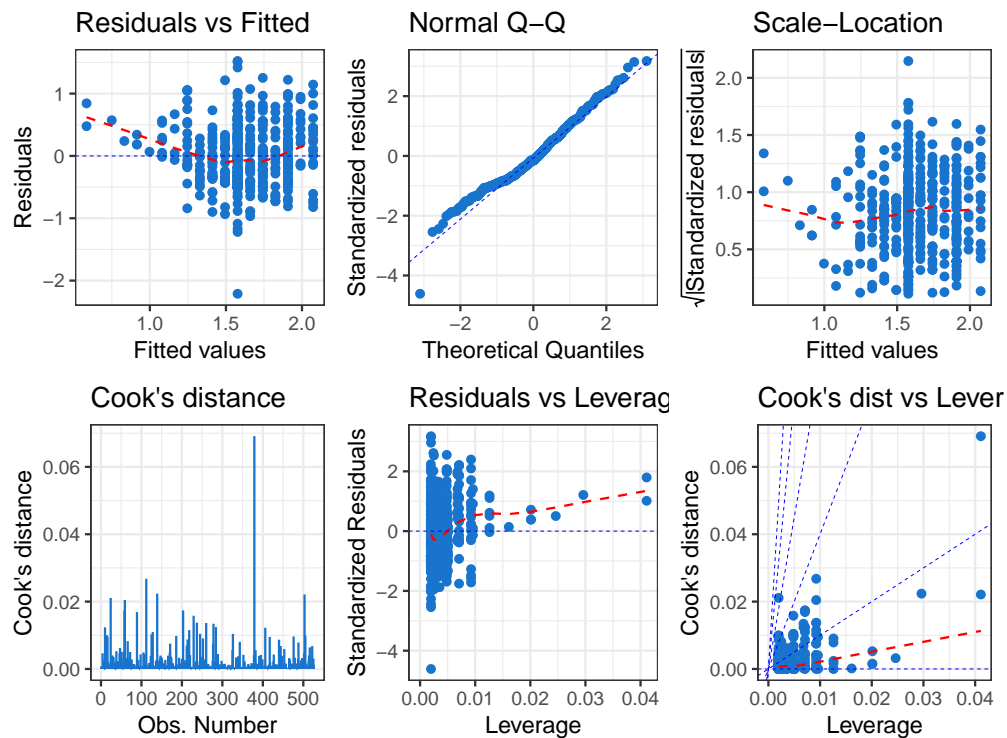 Residuals vs Fitted
Residuals
1
0
−1
−2
1.0 1.5 2.0
Fitted values
Normal Q−Q
Standardized residuals
2
0
−2
−4
−2 0 2
Theoretical Quantiles
Scale−Location
√|Standardized residuals|
2.0
1.5
1.0
0.5
1.0 1.5 2.0
Fitted values
Cook's distance
Cook's distance
0.06
0.04
0.02
0.00
0 100 200 300 400 500
Obs. Number
Residuals vs Leverag
Standardized Residuals
2
0
−2
−4
0.00 0.01 0.02 0.03 0.04
Leverage
Cook's dist vs Lever
Cook's distance
0.06
0.04
0.02
0.00
0.00 0.01 0.02 0.03 0.04
Leverage